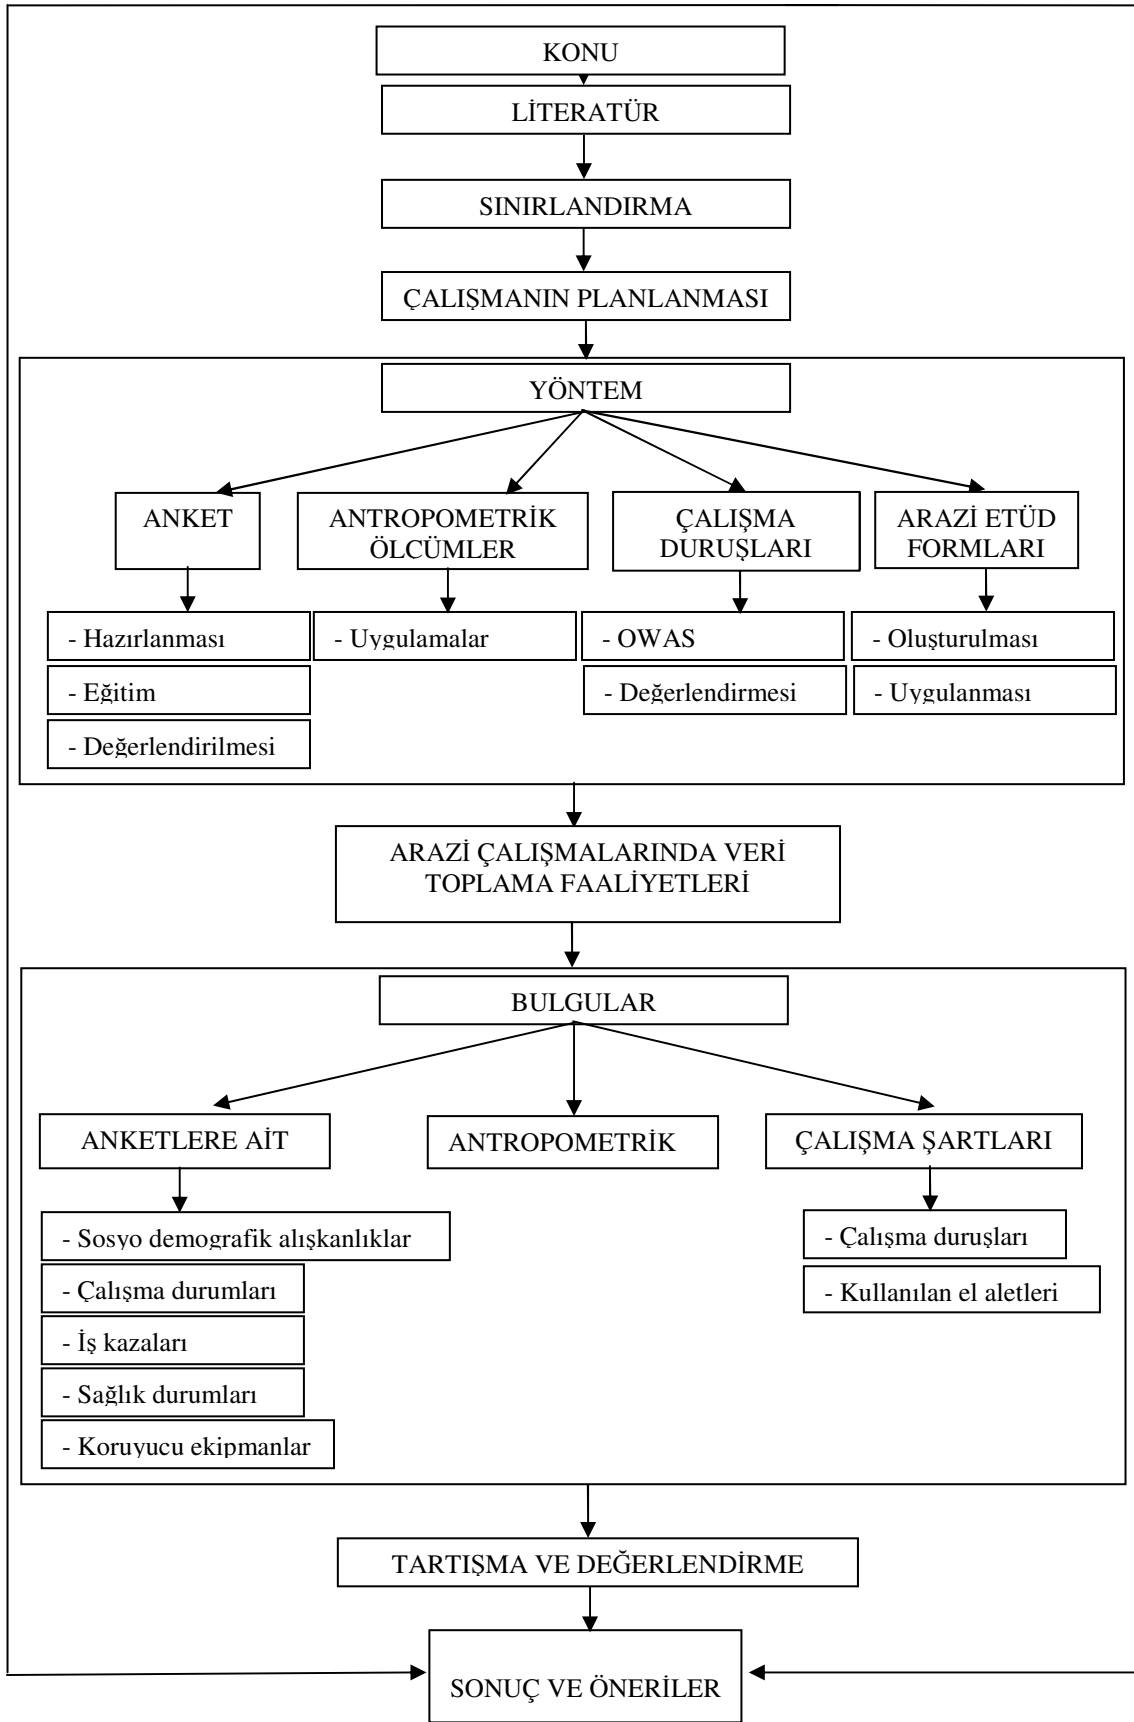 KONU
LİTERATÜR
SINIRLANDIRMA
ÇALIŞMANIN PLANLANMASI
YÖNTEM
ANKET
ANTROPOMETRİK
ÖLCÜMLER
ÇALIŞMA
DURUŞLARI
ARAZİ ETÜD
FORMLARI
- Hazırlanması
- Eğitim
- Değerlendirilmesi
- Uygulamalar
- OWAS
- Değerlendirmesi
- Oluşturulması
- Uygulanması
ARAZİ ÇALIŞMALARINDA VERİ
TOPLAMA FAALİYETLERİ
BULGULAR
ANKETLERE AİT
ANTROPOMETRİK
ÇALIŞMA ŞARTLARI
- Sosyo demografik alışkanlıklar
- Çalışma durumları
- İş kazaları
- Sağlık durumları
- Koruyucu ekipmanlar
- Çalışma duruşları
- Kullanılan el aletleri
TARTIŞMA VE DEĞERLENDİRME
SONUÇ VE ÖNERİLER